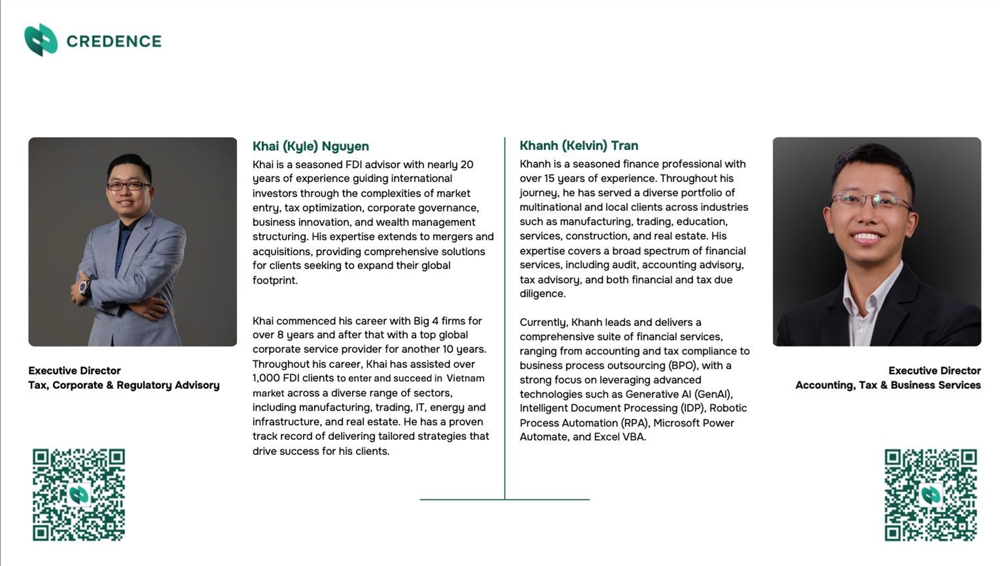 CREDENCE
Khai (Kyle) Nguyen
Khai is a seasoned FDI advisor with nearly 20
years of experience guiding international
investors through the complexities of market
entry, tax optimization, corporate governance,
business innovation, and wealth management
structuring. His expertise extends to mergers and
acquisitions, providing comprehensive solutions
for clients seeking to expand their global
footprint.
Khai commenced his career with Big 4 firms for
over 8 years and after that with a top global
corporate service provider for another 10 years.
Throughout his career, Khai has assisted over
1,000 FDI clients to enter and succeed in Vietnam
market across a diverse range of sectors,
including manufacturing, trading, IT, energy and
infrastructure, and real estate. He has a proven
track record of delivering tailored strategies that
drive success for his clients.
Executive Director
Tax, Corporate & Regulatory Advisory
Khanh (Kelvin) Tran
Khanh is a seasoned finance professional with
over 15 years of experience. Throughout his
journey, he has served a diverse portfolio of
multinational and local clients across industries
such as manufacturing, trading, education,
services, construction, and real estate. His
expertise covers a broad spectrum of financial
services, including audit, accounting advisory,
tax advisory, and both financial and tax due
diligence.
Currently, Khanh leads and delivers a
comprehensive suite of financial services,
ranging from accounting and tax compliance to
business process outsourcing (BPO), with a
strong focus on leveraging advanced
technologies such as Generative AI (GenAI),
Intelligent Document Processing (IDP), Robotic
Process Automation (RPA), Microsoft Power
Automate, and Excel VBA.
Executive Director
Accounting, Tax & Business Services